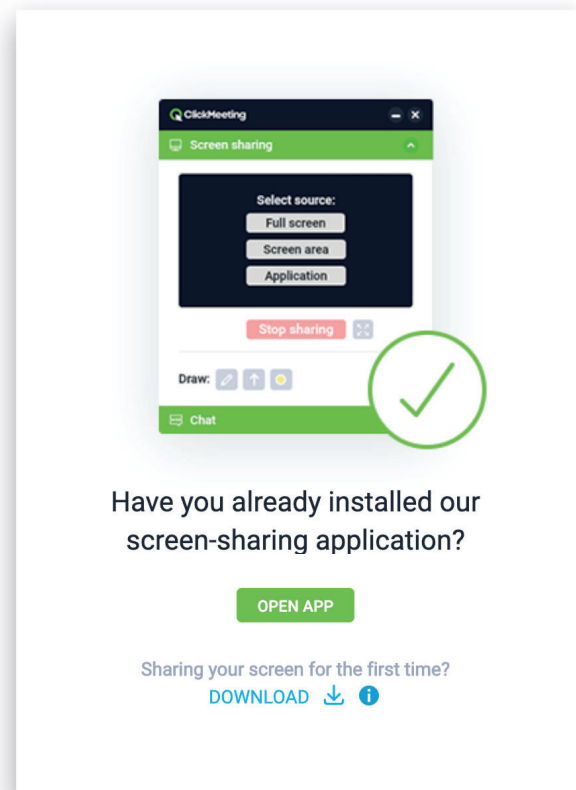 ClickMeeting
Screen sharing
Select source:
Full screen
Screen area
Application
Stop sharing
Draw:
Chat
Have you already installed our
screen-sharing application?
OPEN APP
Sharing your screen for the first time?
DOWNLOAD